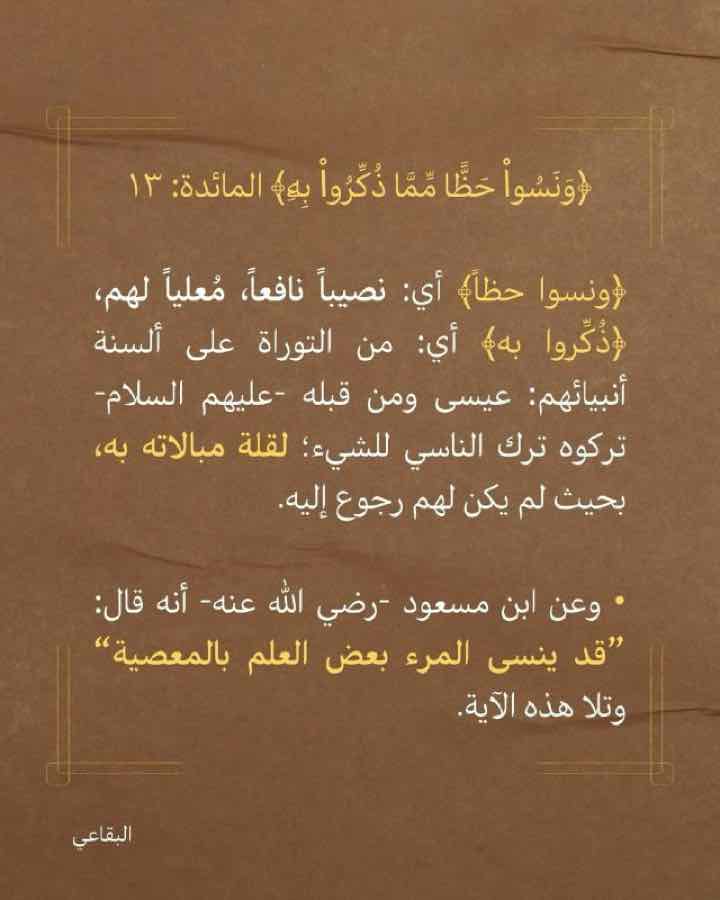 ﴿وَنَسُوا۟ حَظًّا مِّمَّا ذُكِّرُوا۟ بِهِۦ﴾ المائدة: ١٣
﴿ونسوا حظاً﴾ أي: نصيباً نافعاً، مُعلياً لهم،
﴿ذُكِّروا به﴾ أي: من التوراة على ألسنة
أنبيائهم: عيسى ومن قبله -عليهم السلام-
تركوه ترك الناسي للشيء؛ لقلة مبالاته به،
بحيث لم يكن لهم رجوع إليه.
• وعن ابن مسعود -رضي الله عنه- أنه قال:
”قد ينسى المرء بعض العلم بالمعصية“
وتلا هذه الآية.
البقاعي